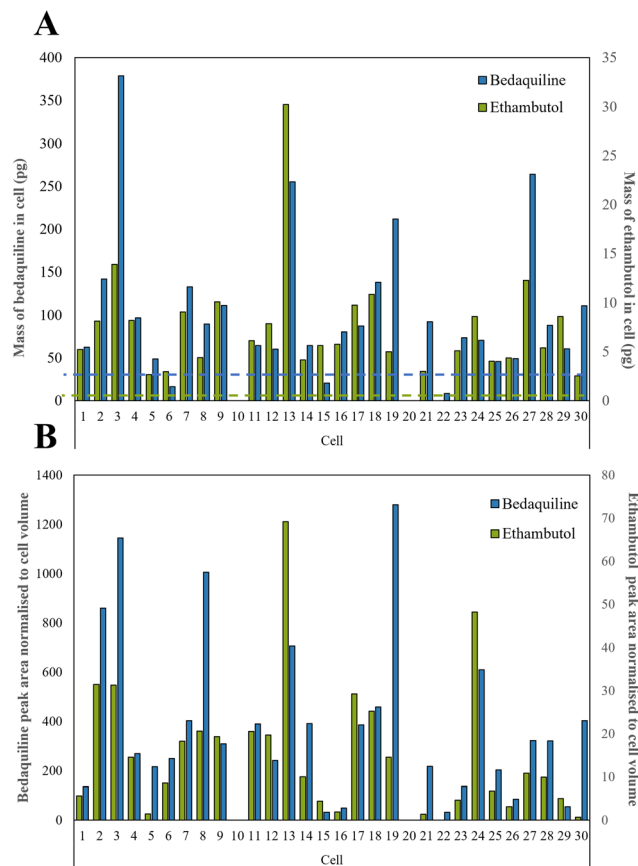 A
Mass of bedaquiline in cell (pg)
400
350
300
250
200
150
100
50
0
Bedaquiline
Ethambutol
35
30
25
20
15
10
5
0
Mass of ethambutol in cell (pg)
1 2 3 4 5 6 7 8 9 10 11 12 13 14 15 16 17 18 19 20 21 22 23 24 25 26 27 28 29 30
Cell
B
Bedaquiline peak area normalised to cell volume
1400
1200
1000
800
600
400
200
0
Bedaquiline
Ethambutol
80
70
60
50
40
30
20
10
0
Ethambutol peak area normalised to cell volume
1 2 3 4 5 6 7 8 9 10 11 12 13 14 15 16 17 18 19 20 21 22 23 24 25 26 27 28 29 30
Cell